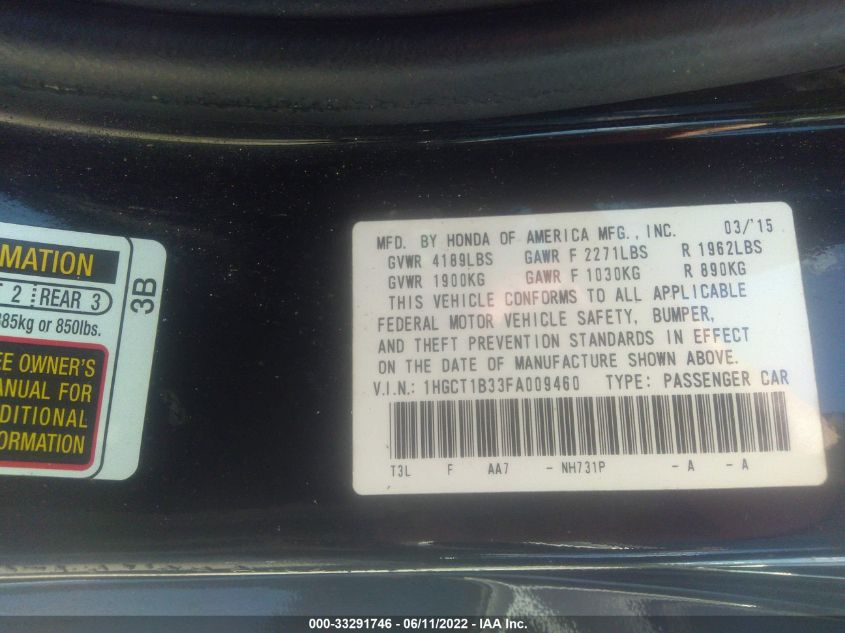 MATION
2 REAR 3
385kg or 850lbs.
EE OWNER'S
ANUAL FOR
DITIONAL
FORMATION
3B
MFD. BY HONDA OF AMERICA MFG., INC. 03/'15
GVWR 4189LBS GAWR F 2271LBS R 1962LBS
GVWR 1900KG GAWR F 1030KG R 890KG
THIS VEHICLE CONFORMS TO ALL APPLICABLE
FEDERAL MOTOR VEHICLE SAFETY, BUMPER,
AND THEFT PREVENTION STANDARDS IN EFFECT
ON THE DATE OF MANUFACTURE SHOWN ABOVE.
V.I.N.: 1HGCT1B33FA009460 TYPE: PASSENGER CAR
T3L F AA7 - NH731P - A - A
000-33291746 - 06/11/2022 - IAA Inc.